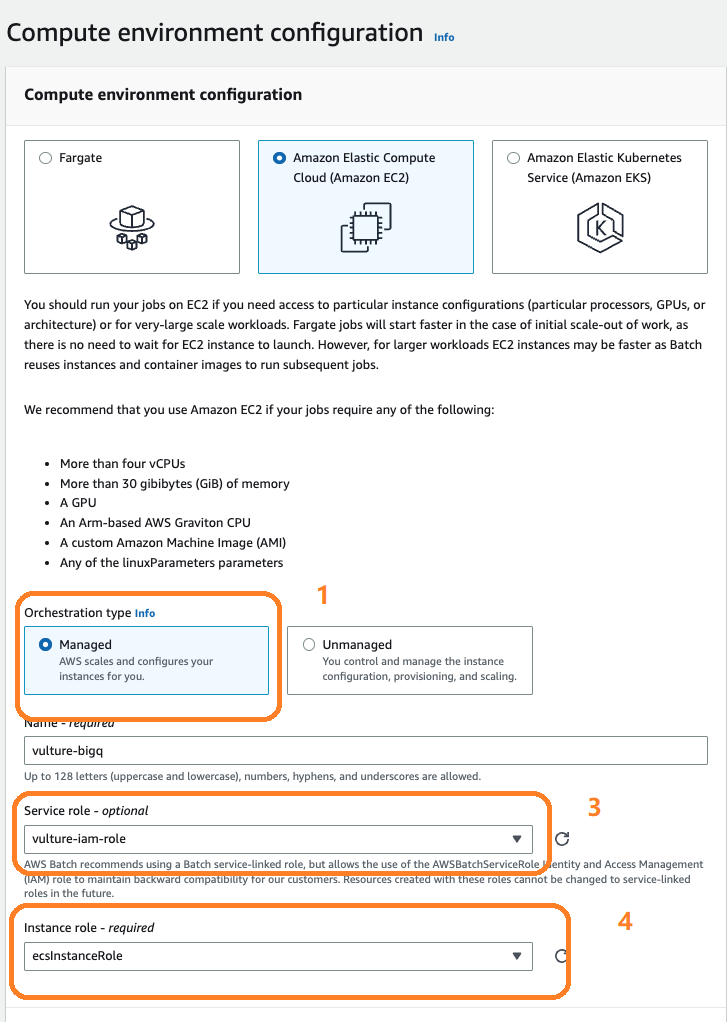 Compute environment configuration Info
Compute environment configuration
Fargate
Amazon Elastic Compute
Cloud (Amazon EC2)
Amazon Elastic Kubernetes
Service (Amazon EKS)
K
You should run your jobs on EC2 if you need access to particular instance configurations (particular processors, GPUs, or
architecture) or for very-large scale workloads. Fargate jobs will start faster in the case of initial scale-out of work, as
there is no need to wait for EC2 instance to launch. However, for larger workloads EC2 instances may be faster as Batch
reuses instances and container images to run subsequent jobs.
We recommend that you use Amazon EC2 if your jobs require any of the following:
• More than four vCPUs
• More than 30 gibibytes (GiB) of memory
• A GPU
• An Arm-based AWS Graviton CPU
• A custom Amazon Machine Image (AMI)
• Any of the linuxParameters parameters
1
Orchestration type Info
Managed
AWS scales and configures your
instances for you.
Unmanaged
You control and manage the instance
configuration, provisioning, and scaling.
Name - required
vulture-bigq
Up to 128 letters (uppercase and lowercase), numbers, hyphens, and underscores are allowed.
3
Service role - optional
vulture-iam-role
AWS Batch recommends using a Batch service-linked role, but allows the use of the AWSBatchServiceRole Identity and Access Management
(IAM) role to maintain backward compatibility for our customers. Resources created with these roles cannot be changed to service-linked
roles in the future.
4
Instance role - required
ecsInstanceRole